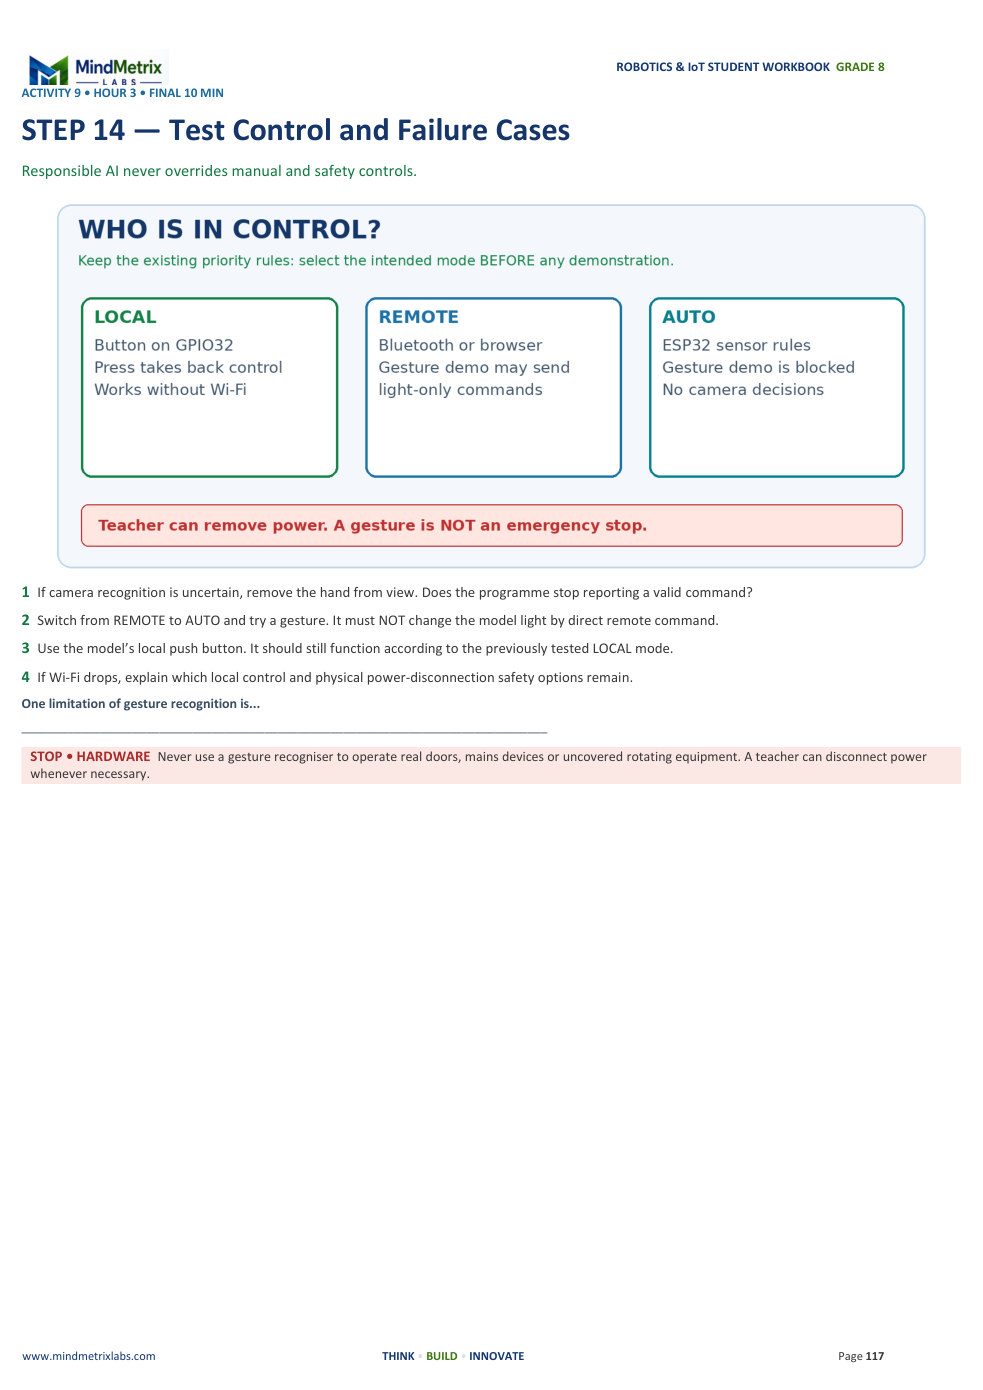 MindMetrix
LABS
ROBOTICS & IoT STUDENT WORKBOOK GRADE 8
ACTIVITY 9 • HOUR 3 • FINAL 10 MIN
STEP 14 — Test Control and Failure Cases
Responsible AI never overrides manual and safety controls.
WHO IS IN CONTROL?
Keep the existing priority rules: select the intended mode BEFORE any demonstration.
LOCAL
Button on GPIO32
Press takes back control
Works without Wi-Fi
REMOTE
Bluetooth or browser
Gesture demo may send
light-only commands
AUTO
ESP32 sensor rules
Gesture demo is blocked
No camera decisions
Teacher can remove power. A gesture is NOT an emergency stop.
1 If camera recognition is uncertain, remove the hand from view. Does the programme stop reporting a valid command?
2 Switch from REMOTE to AUTO and try a gesture. It must NOT change the model light by direct remote command.
3 Use the model’s local push button. It should still function according to the previously tested LOCAL mode.
4 If Wi-Fi drops, explain which local control and physical power-disconnection safety options remain.
One limitation of gesture recognition is...
STOP • HARDWARE Never use a gesture recogniser to operate real doors, mains devices or uncovered rotating equipment. A teacher can disconnect power
whenever necessary.
www.mindmetrixlabs.com
THINK • BUILD • INNOVATE
Page 117